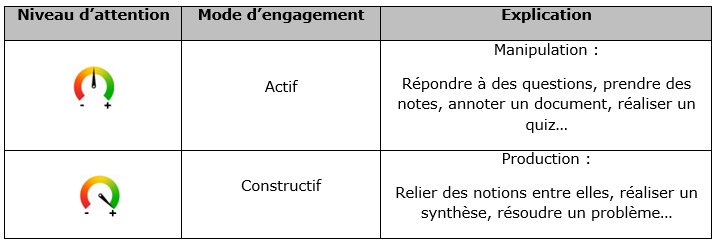 Niveau d’attention Mode d’engagement Explication
- +
Actif
Manipulation :
Répondre à des questions, prendre des
notes, annoter un document, réaliser un
quiz…
- +
Constructif
Production :
Relier des notions entre elles, réaliser un
synthèse, résoudre un problème…